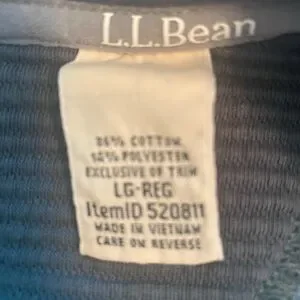 L.L.Bean
86% COTTON
14% POLYESTER
EXCLUSIVE OF TRIM
LG-REG
ItemID 520811
MADE IN VIETNAM
CARE ON REVERSE